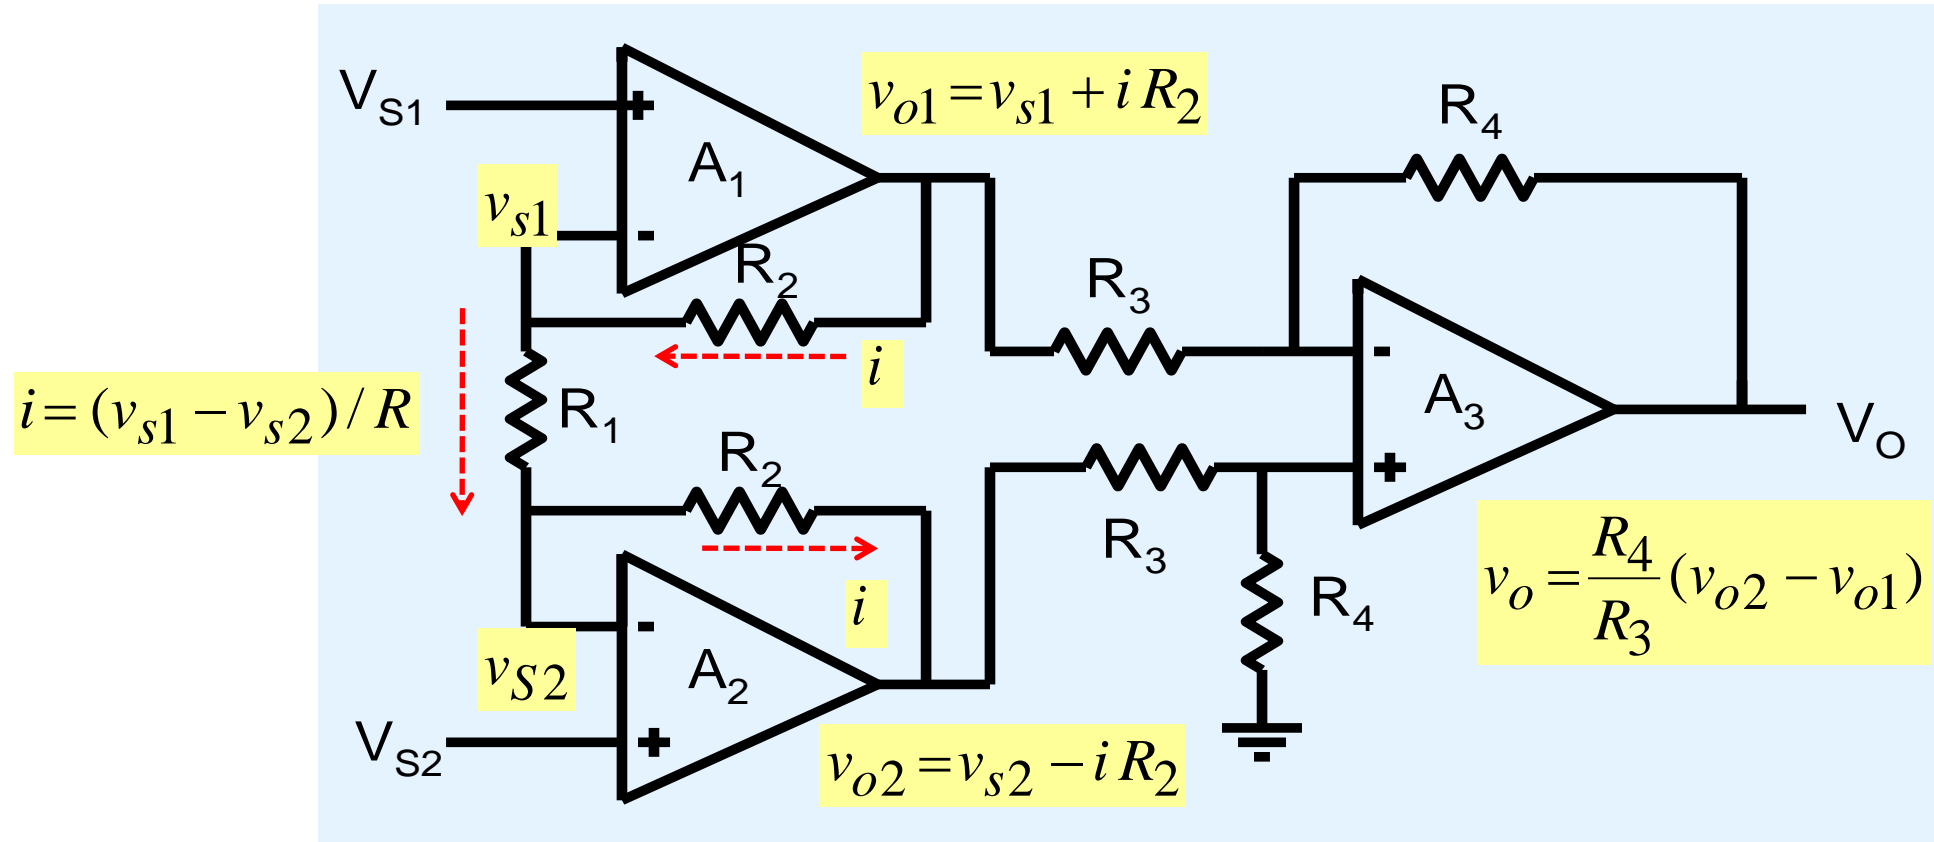 V_S1
v_o1 = v_s1 + i R_2
R_4
A_1
v_s1
R_2
R_3
i
i = (v_s1 − v_s2) / R
R_1
A_3
V_O
R_2
R_3
i
R_4
v_o = R_4 / R_3 (v_o2 − v_o1)
v_S2
A_2
V_S2
v_o2 = v_s2 − i R_2
+
-
-
+
-
+